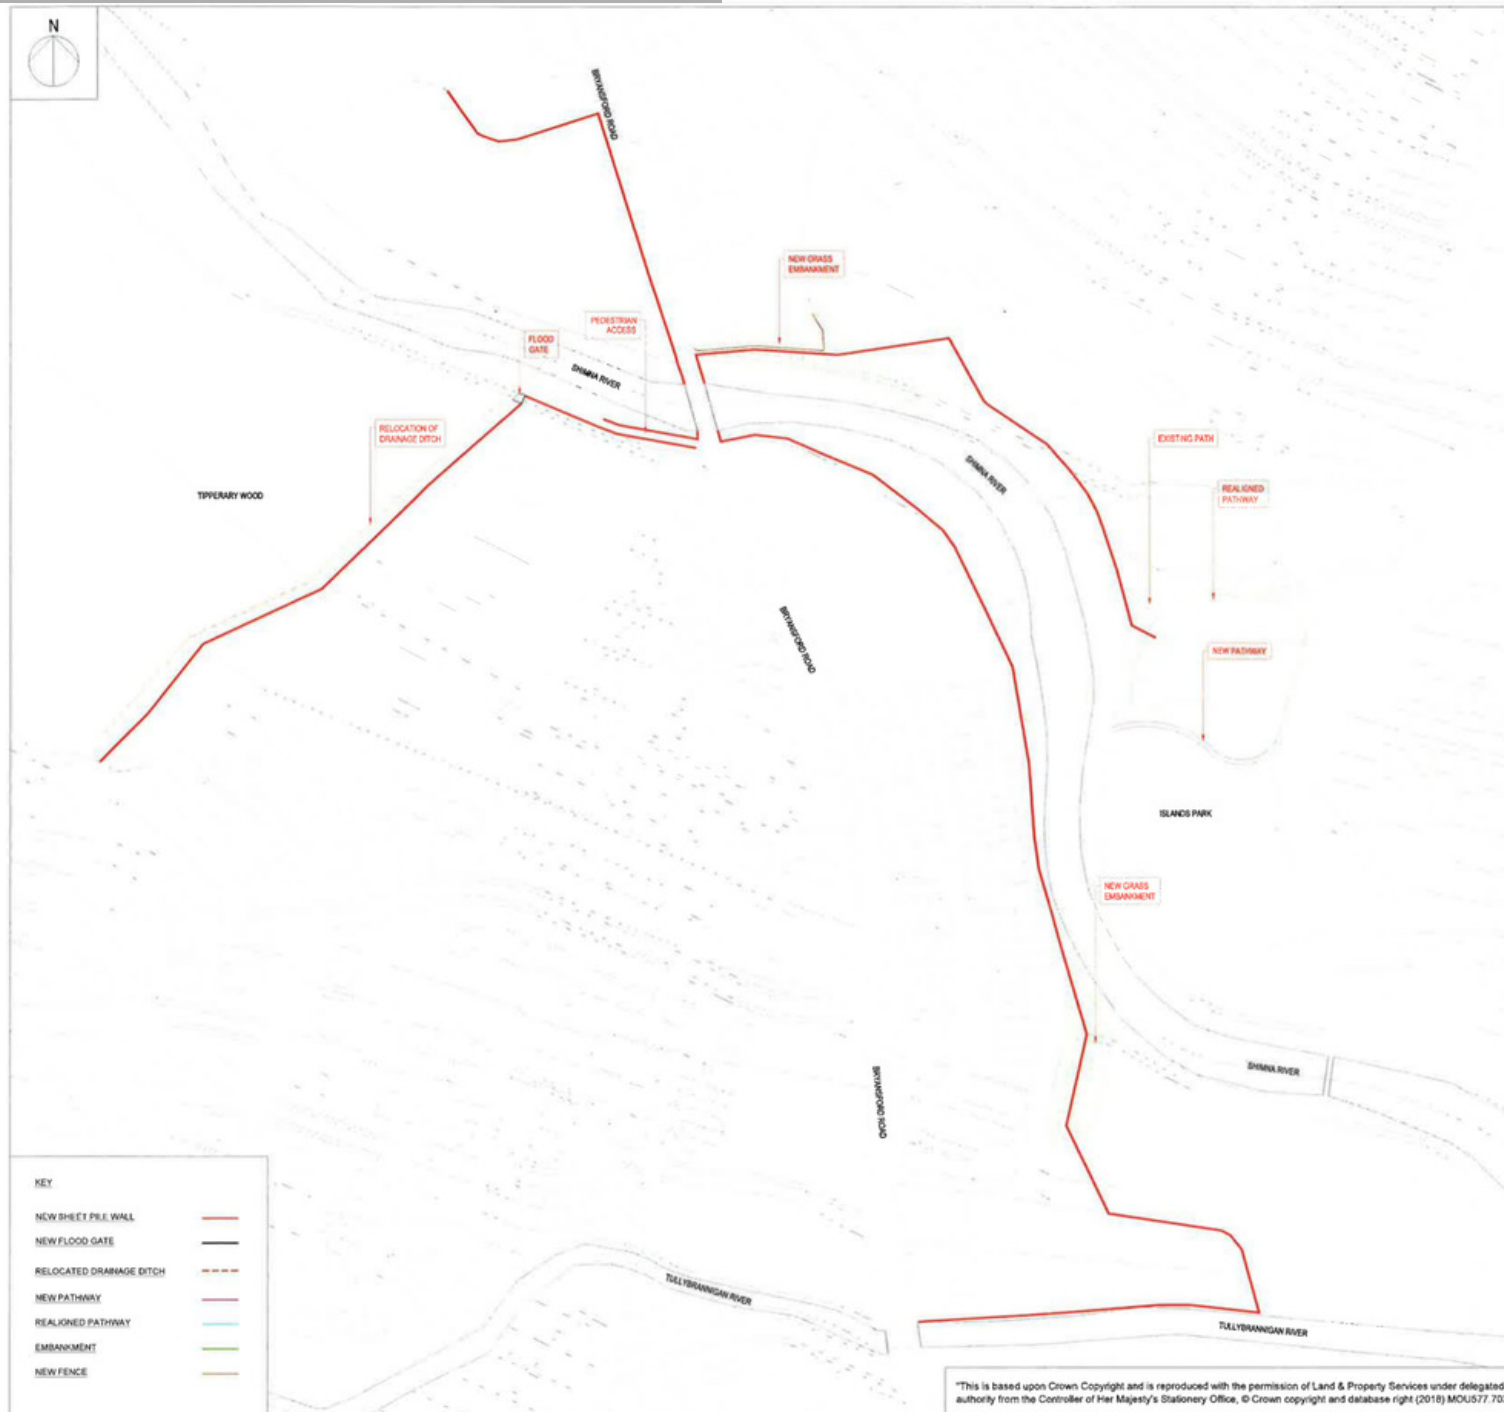 N
BRYANSFORD ROAD
NEW GRASS
EMBANKMENT
PEDESTRIAN
ACCESS
FLOOD
GATE
SHIMNA RIVER
RELOCATION OF
DRAINAGE DITCH
EXISTING PATH
SHIMNA RIVER
REALIGNED
PATHWAY
TIPPERARY WOOD
BRYANSFORD ROAD
NEW PATHWAY
ISLANDS PARK
NEW GRASS
EMBANKMENT
SHIMNA RIVER
BRYANSFORD ROAD
KEY
NEW SHEET PILE WALL
NEW FLOOD GATE
RELOCATED DRAINAGE DITCH
NEW PATHWAY
REALIGNED PATHWAY
EMBANKMENT
NEW FENCE
TULLYBRANNIGAN RIVER
TULLYBRANNIGAN RIVER
"This is based upon Crown Copyright and is reproduced with the permission of Land & Property Services under delegated
authority from the Controller of Her Majesty's Stationery Office, © Crown copyright and database right (2018) MOU577.70